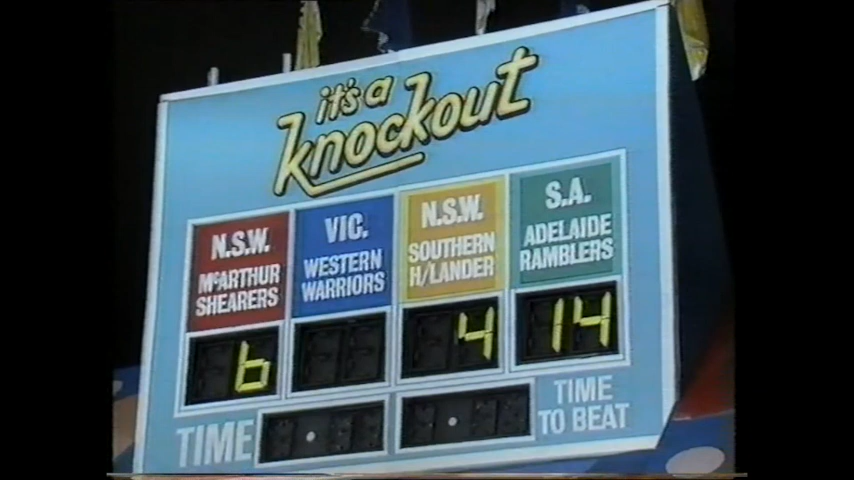 it's a
knockout
N.S.W.
McARTHUR
SHEARERS
VIC.
WESTERN
WARRIORS
N.S.W.
SOUTHERN
H/LANDER
S.A.
ADELAIDE
RAMBLERS
6
4
14
TIME
TIME
TO BEAT